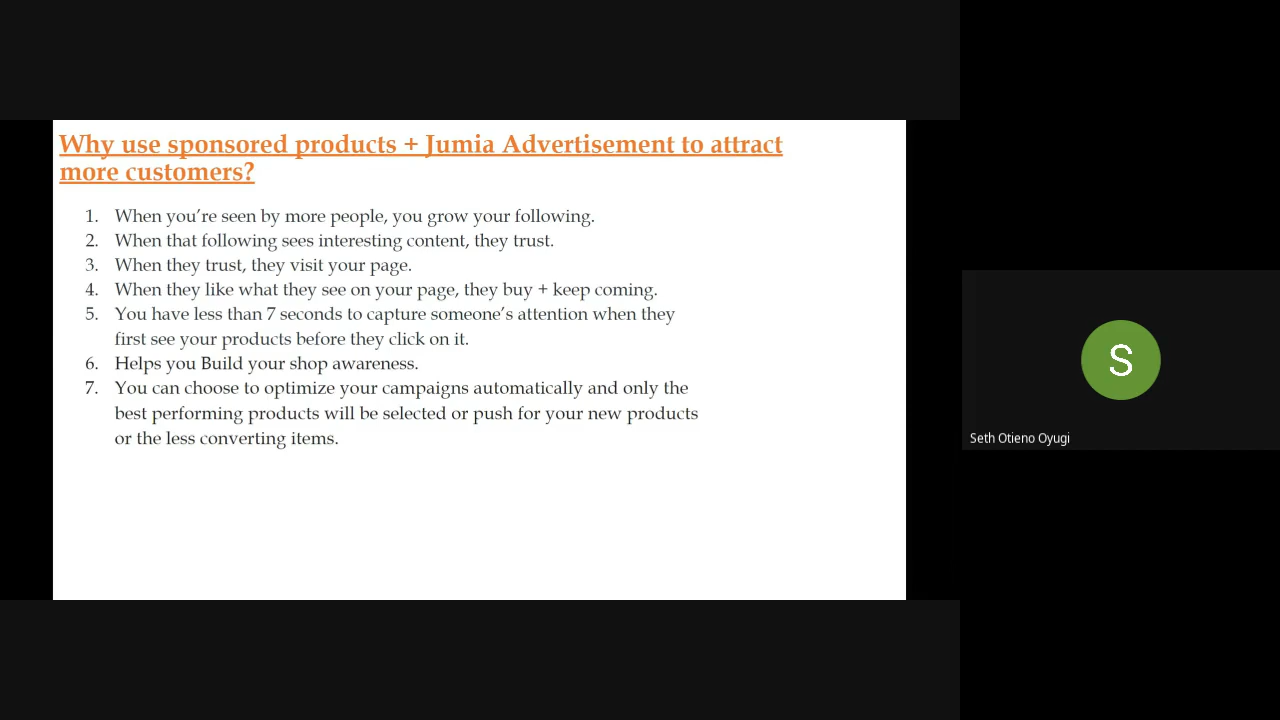 Why use sponsored products + Jumia Advertisement to attract
more customers?
1. When you’re seen by more people, you grow your following.
2. When that following sees interesting content, they trust.
3. When they trust, they visit your page.
4. When they like what they see on your page, they buy + keep coming.
5. You have less than 7 seconds to capture someone’s attention when they
first see your products before they click on it.
6. Helps you Build your shop awareness.
7. You can choose to optimize your campaigns automatically and only the
best performing products will be selected or push for your new products
or the less converting items.
S
Seth Otieno Oyugi